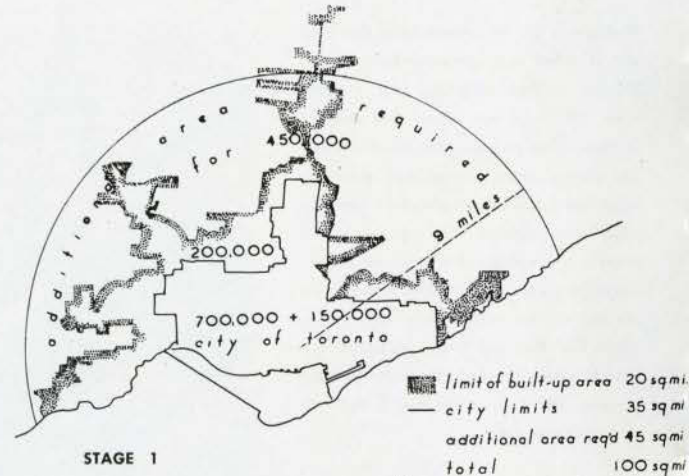 additional area required
for
450,000
200,000
9 miles
700,000 + 150.000
city of toronto
limit of built-up area 20 sq mi.
city limits 35 sq mi
additional area req'd 45 sq mi
total 100 sq mi
STAGE 1